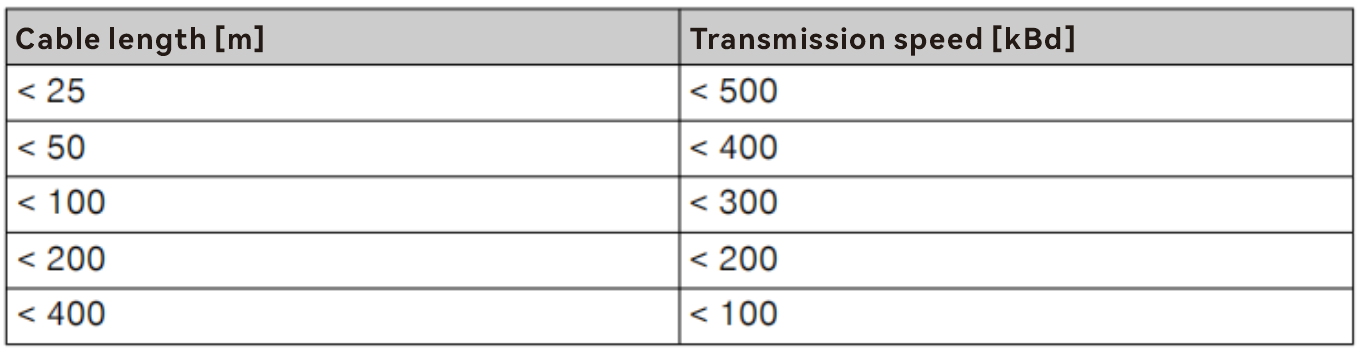 Cable length [m] Transmission speed [kBd]
< 25 < 500
< 50 < 400
< 100 < 300
< 200 < 200
< 400 < 100